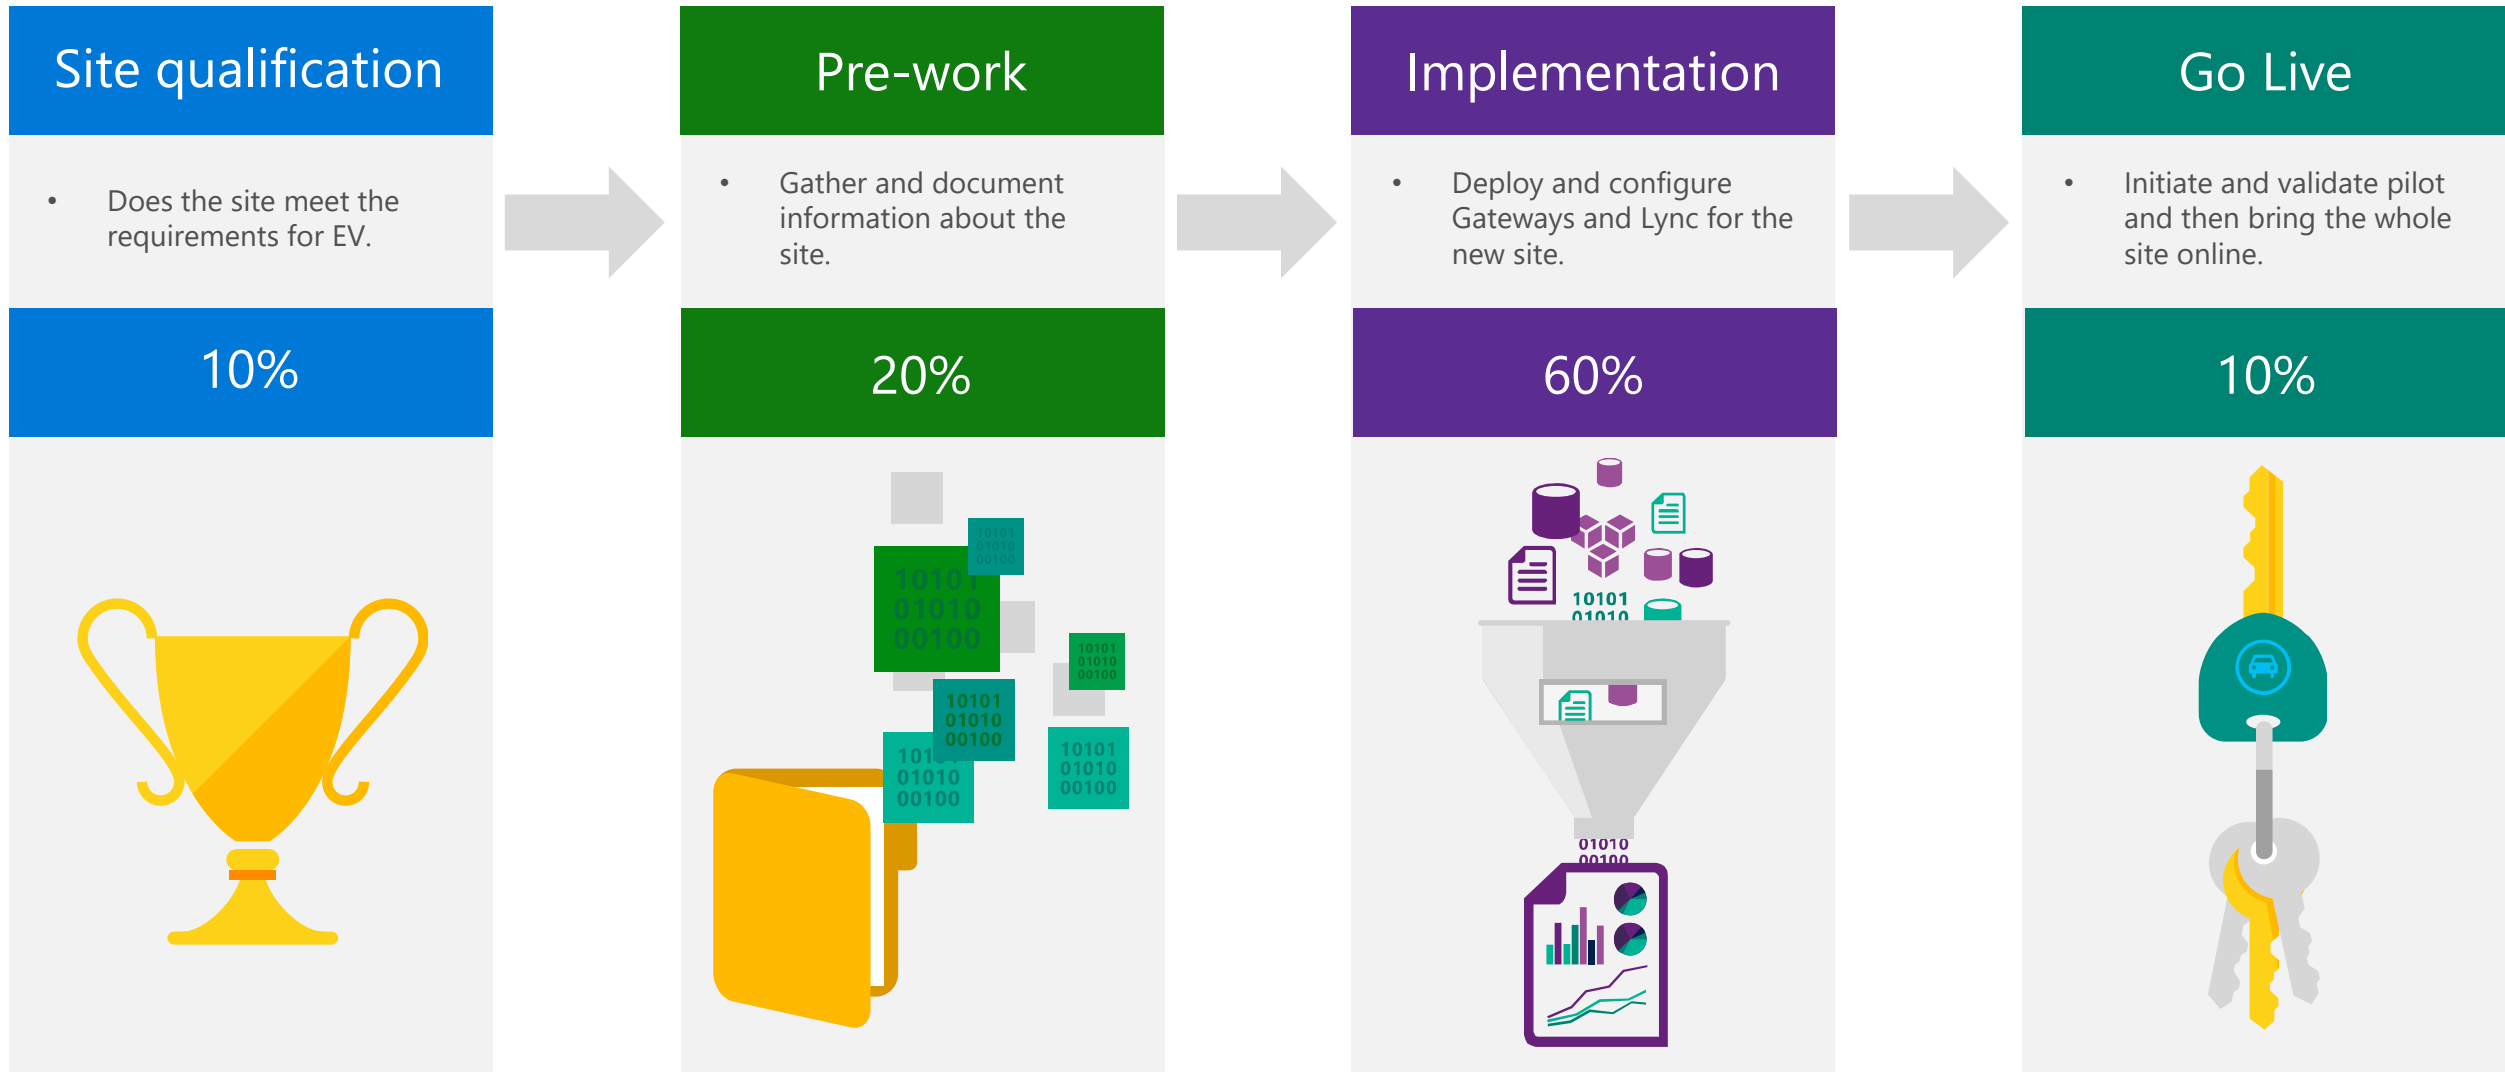 Site qualification
• Does the site meet the
requirements for EV.
10%
Pre-work
• Gather and document
information about the
site.
20%
10101
01010
00100
10101
01010
00100
10101
01010
00100
10101
01010
00100
01010
00100
10101
01010
00100
Implementation
• Deploy and configure
Gateways and Lync for the
new site.
60%
10101
01010
01010
00100
Go Live
• Initiate and validate pilot
and then bring the whole
site online.
10%